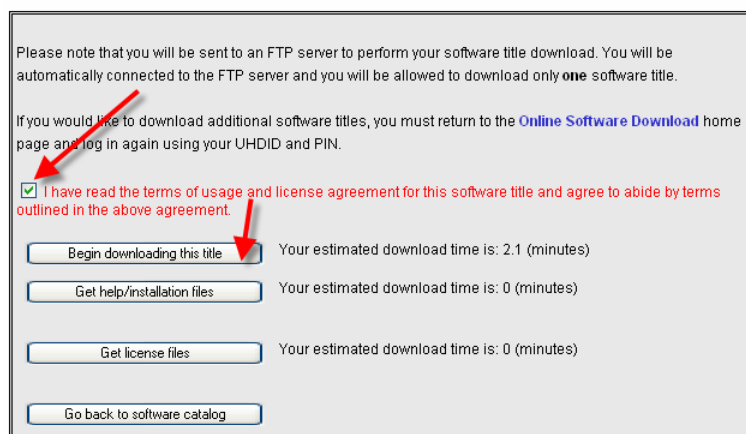 Please note that you will be sent to an FTP server to perform your software title download. You will be
automatically connected to the FTP server and you will be allowed to download only one software title.
If you would like to download additional software titles, you must return to the Online Software Download home
page and log in again using your UHDID and PIN.
I have read the terms of usage and license agreement for this software title and agree to abide by terms
outlined in the above agreement.
Begin downloading this title Your estimated download time is: 2.1 (minutes)
Get help/installation files Your estimated download time is: 0 (minutes)
Get license files Your estimated download time is: 0 (minutes)
Go back to software catalog